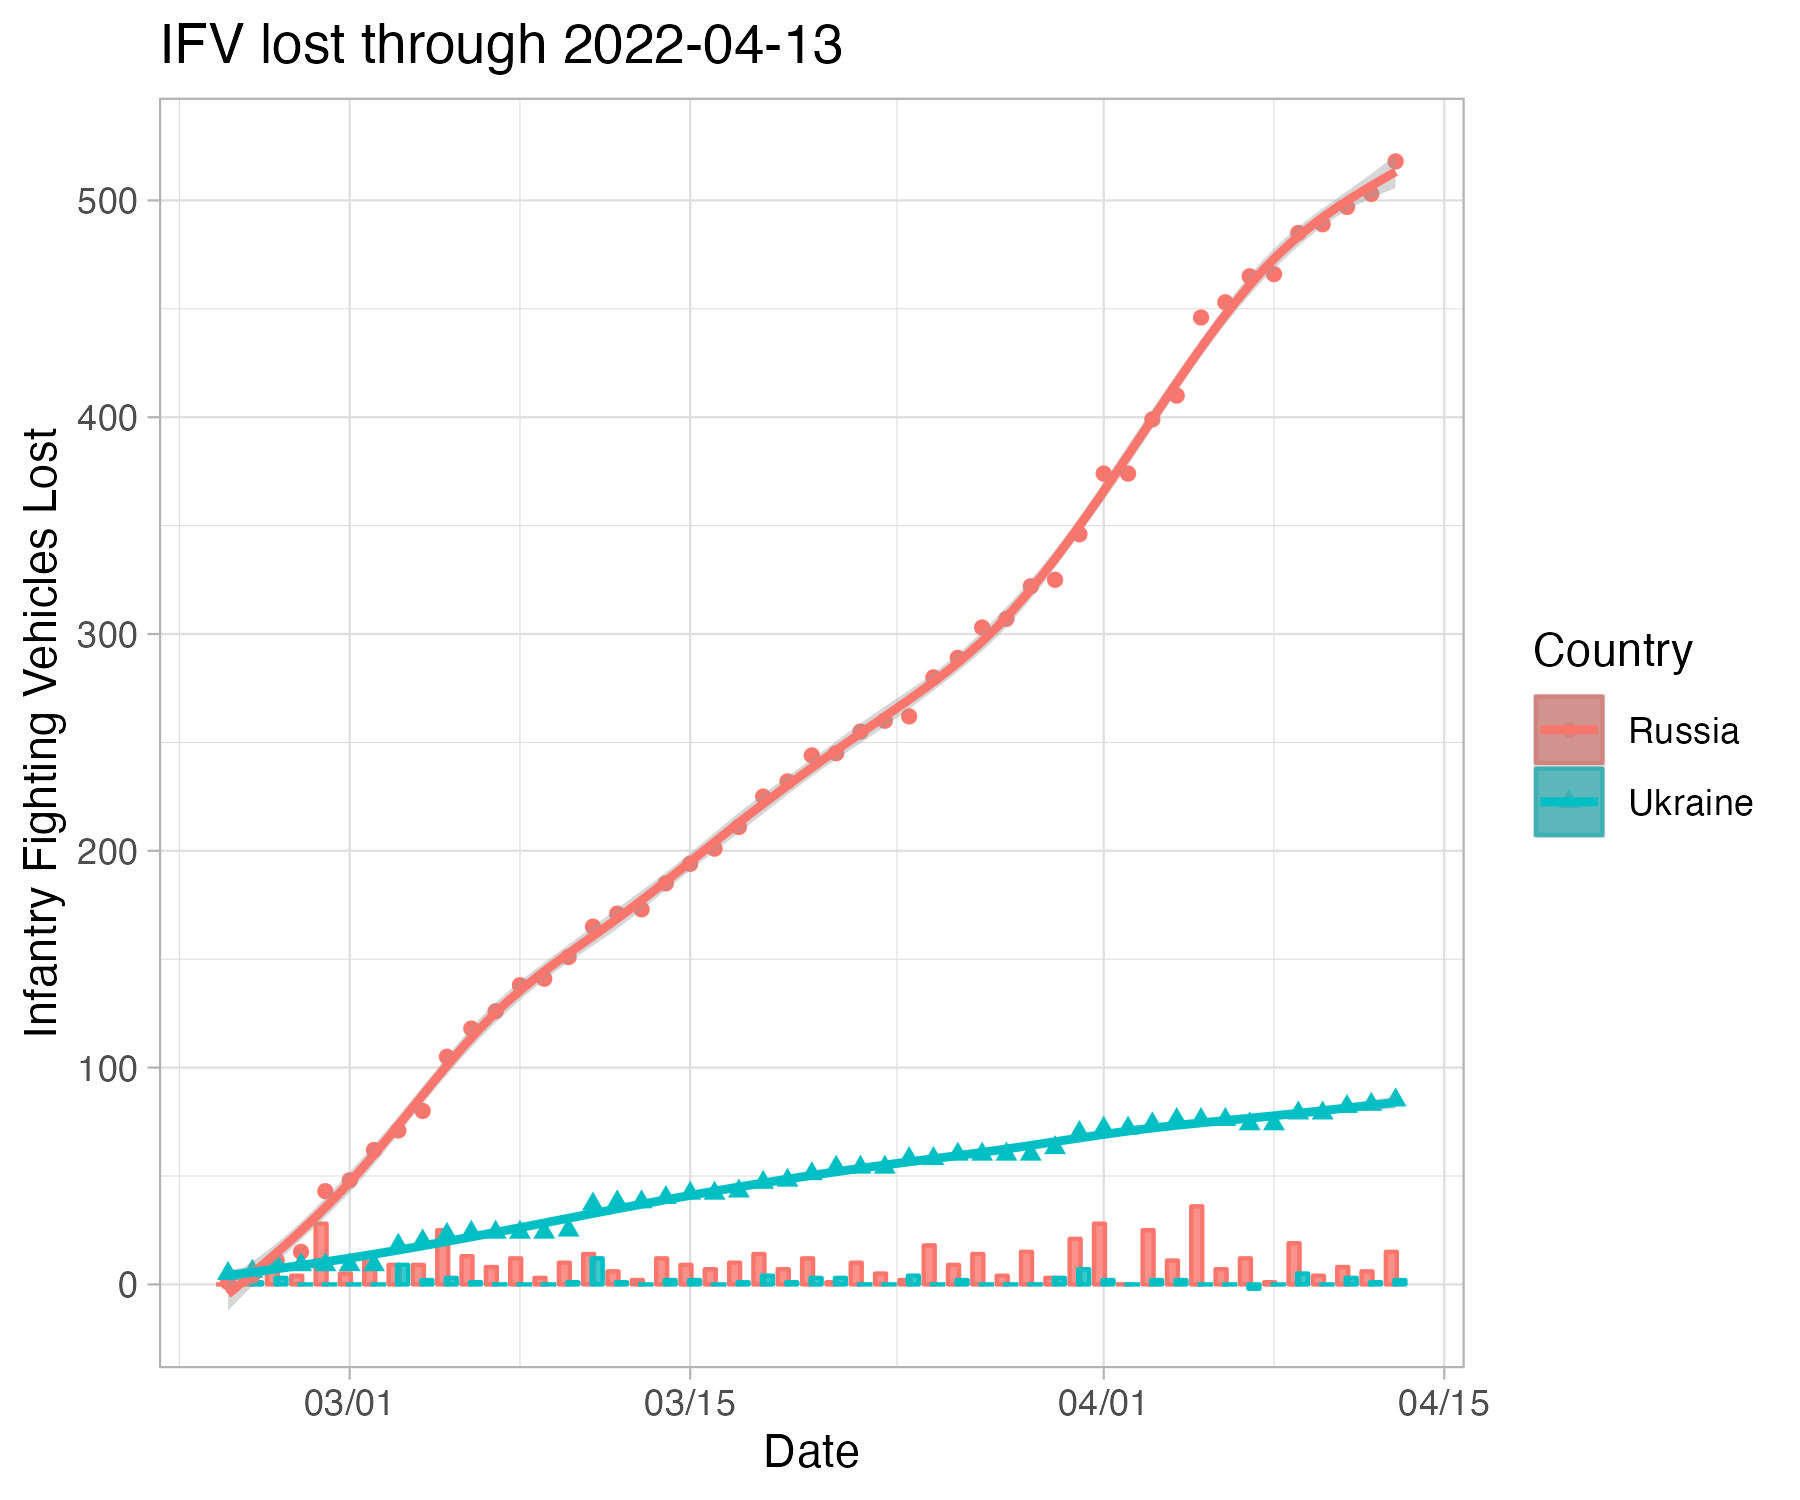 IFV lost through 2022-04-13
Infantry Fighting Vehicles Lost
500
400
300
200
100
0
03/01
03/15
04/01
04/15
Date
Country
Russia
Ukraine